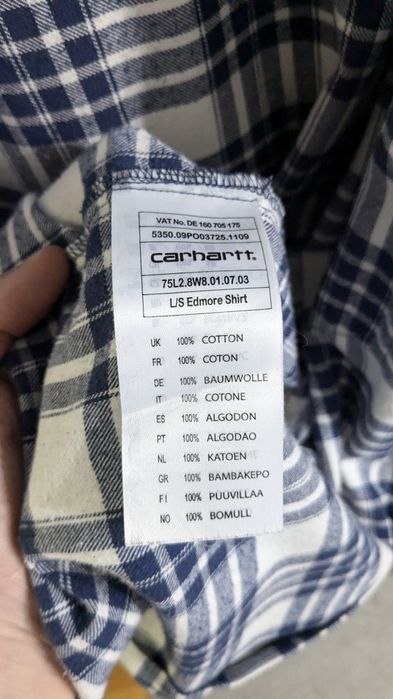 VAT No. DE 160 705 175
5350.09PO03725.1109
carhartt.
75L2.8W8.01.07.03
L/S Edmore Shirt
UK 100% COTTON
FR 100% COTON
DE 100% BAUMWOLLE
IT 100% COTONE
ES 100% ALGODON
PT 100% ALGODAO
NL 100% KATOEN
GR 100% BAMBAKEPO
FI 100% PUUVILLAA
NO 100% BOMULL